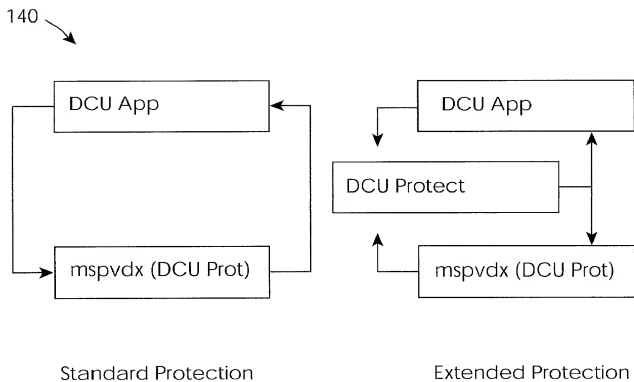 140
DCU App
mspvdx (DCU Prot)
Standard Protection
DCU App
DCU Protect
mspvdx (DCU Prot)
Extended Protection